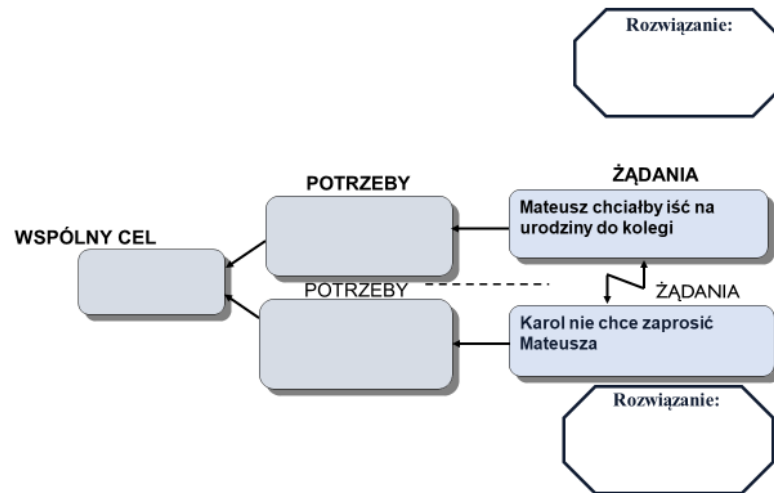 Rozwiązanie:
ŻĄDANIA
POTRZEBY
Mateusz chciałby iść na
urodziny do kolegi
WSPÓLNY CEL
POTRZEBY
ŻĄDANIA
Karol nie chce zaprosić
Mateusza
Rozwiązanie: